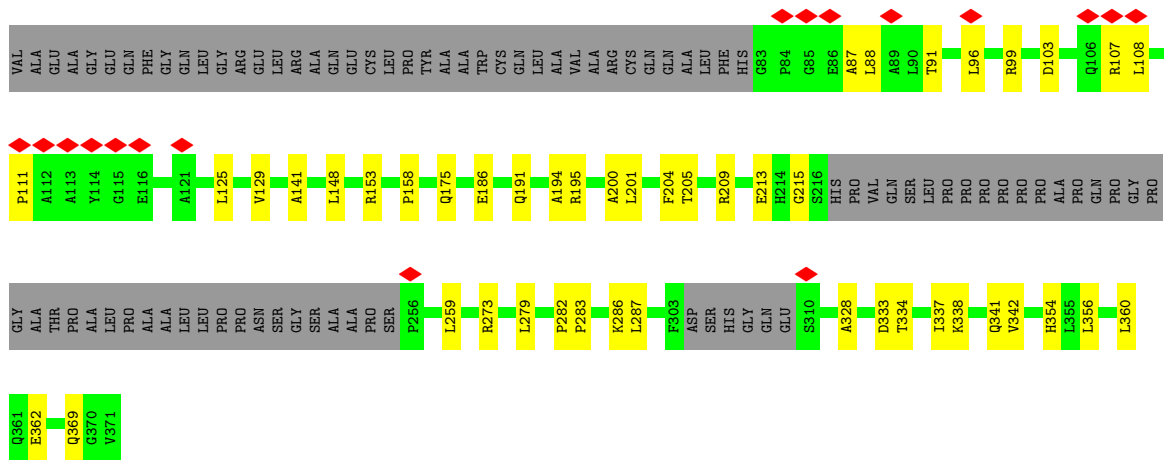 VAL ALA GLU ALA GLY GLU GLN PHE GLY GLN LEU GLY ARG GLU LEU ARG ALA GLN GLU CYS LEU PRO TYR ALA ALA TRP CYS GLN LEU ALA VAL ALA ARG CYS GLN GLN ALA LEU PHE HIS G83 P84 G85 E86 A87 L88 A89 L90 T91 L96 R99 D103 Q106 R107 L108
P111 A112 A113 Y114 G115 E116 A121 L125 V129 A141 L148 R153 P158 Q175 E186 Q191 A194 R195 A200 L201 F204 T205 R209 E213 H214 G215 S216 HIS PRO VAL GLN SER LEU PRO PRO PRO PRO PRO PRO ALA PRO GLN PRO GLY PRO
GLY ALA THR PRO ALA LEU PRO ALA ALA LEU LEU PRO PRO ASN SER GLY SER ALA ALA PRO SER P256 L259 R273 L279 P282 P283 K286 L287 F303 ASP SER HIS GLY GLN GLU S310 A328 D333 T334 I337 K338 Q341 V342 H354 L355 L356 L360
Q361 E362 Q369 G370 V371